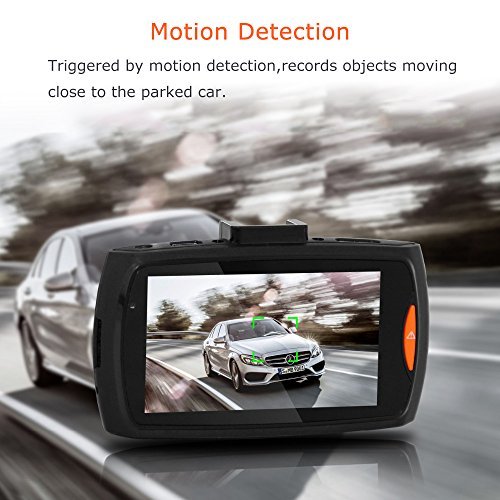 Motion Detection
Triggered by motion detection,records objects moving
close to the parked car.